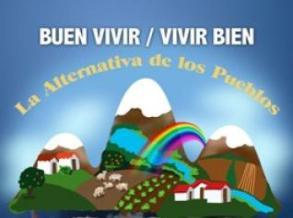 BUEN VIVIR / VIVIR BIEN
La Alternativa de los Pueblos